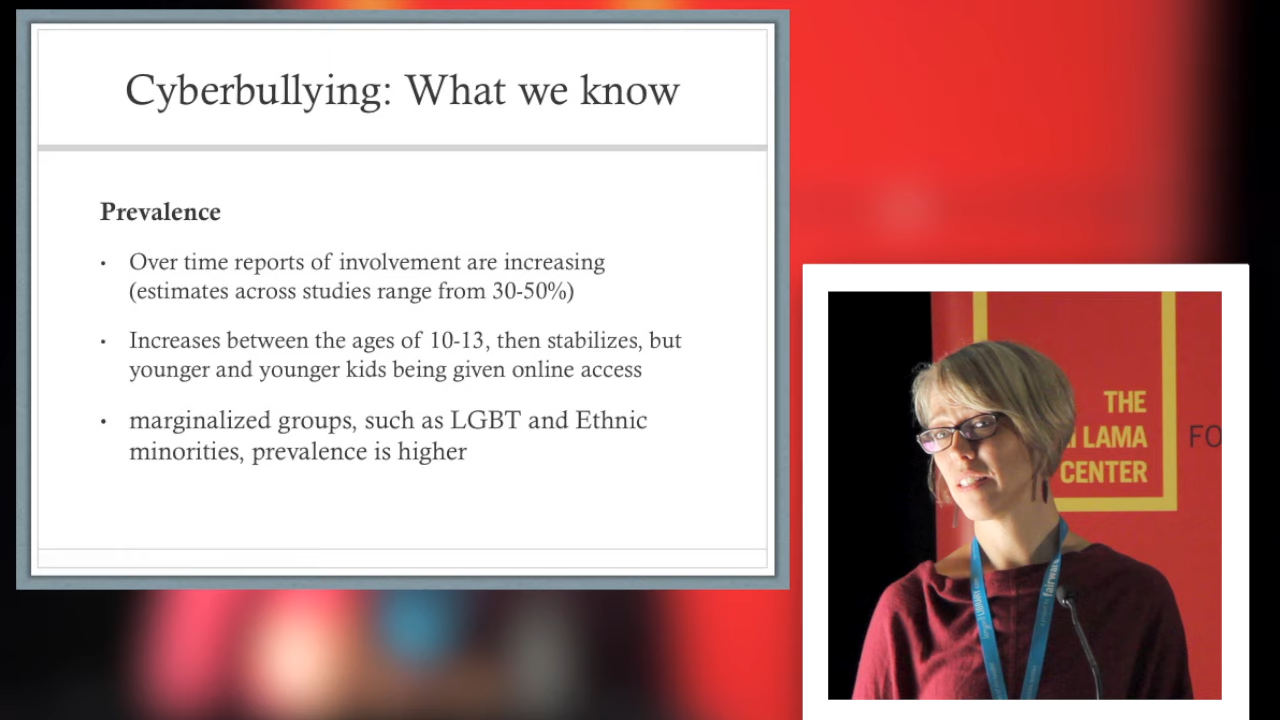 Cyberbullying: What we know
Prevalence
• Over time reports of involvement are increasing
(estimates across studies range from 30-50%)
• Increases between the ages of 10-13, then stabilizes, but
younger and younger kids being given online access
• marginalized groups, such as LGBT and Ethnic
minorities, prevalence is higher
THE
LAMA
CENTER
FO
fairware